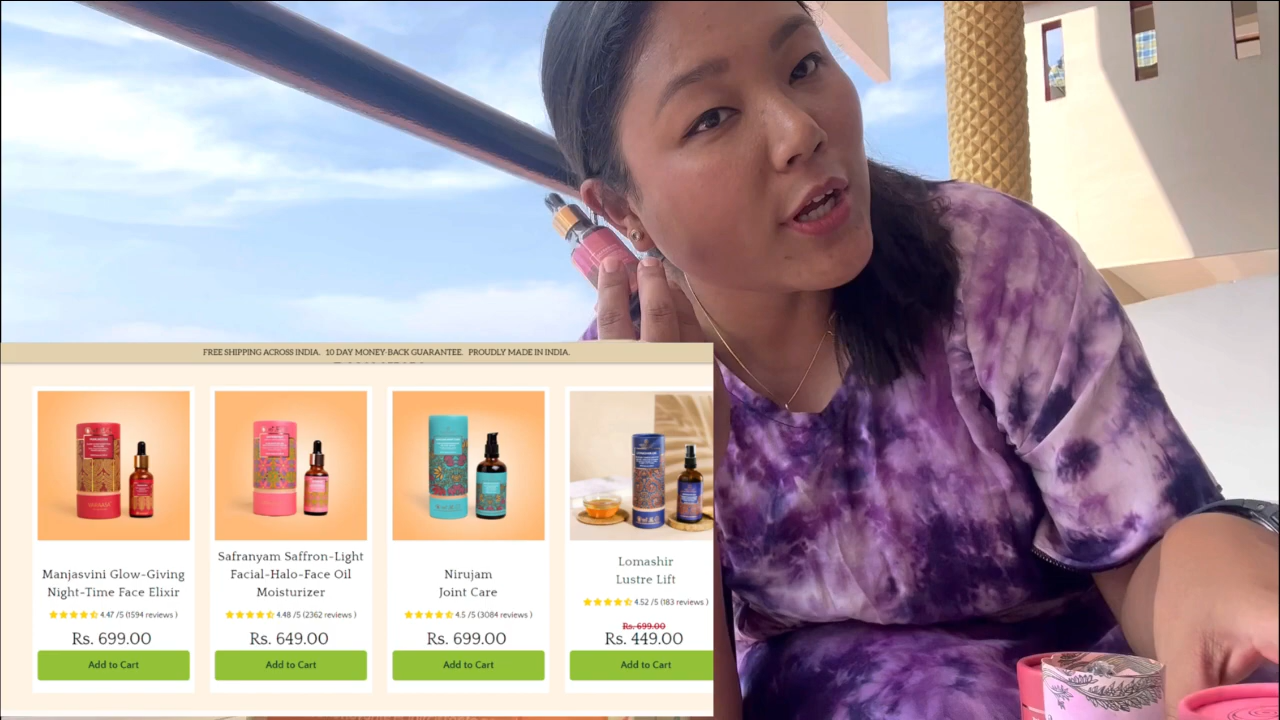 FREE SHIPPING ACROSS INDIA. 10 DAY MONEY-BACK GUARANTEE. PROUDLY MADE IN INDIA.
Manjasvini Glow-Giving
Night-Time Face Elixir
4.47 /5 (1594 reviews )
Rs. 699.00
Add to Cart
Safranyam Saffron-Light
Facial-Halo-Face Oil
Moisturizer
4.48 /5 (2362 reviews )
Rs. 649.00
Add to Cart
Nirujam
Joint Care
4.5 /5 (3084 reviews )
Rs. 699.00
Add to Cart
Lomashir
Lustre Lift
4.52 /5 (183 reviews )
Rs. 699.00
Rs. 449.00
Add to Cart